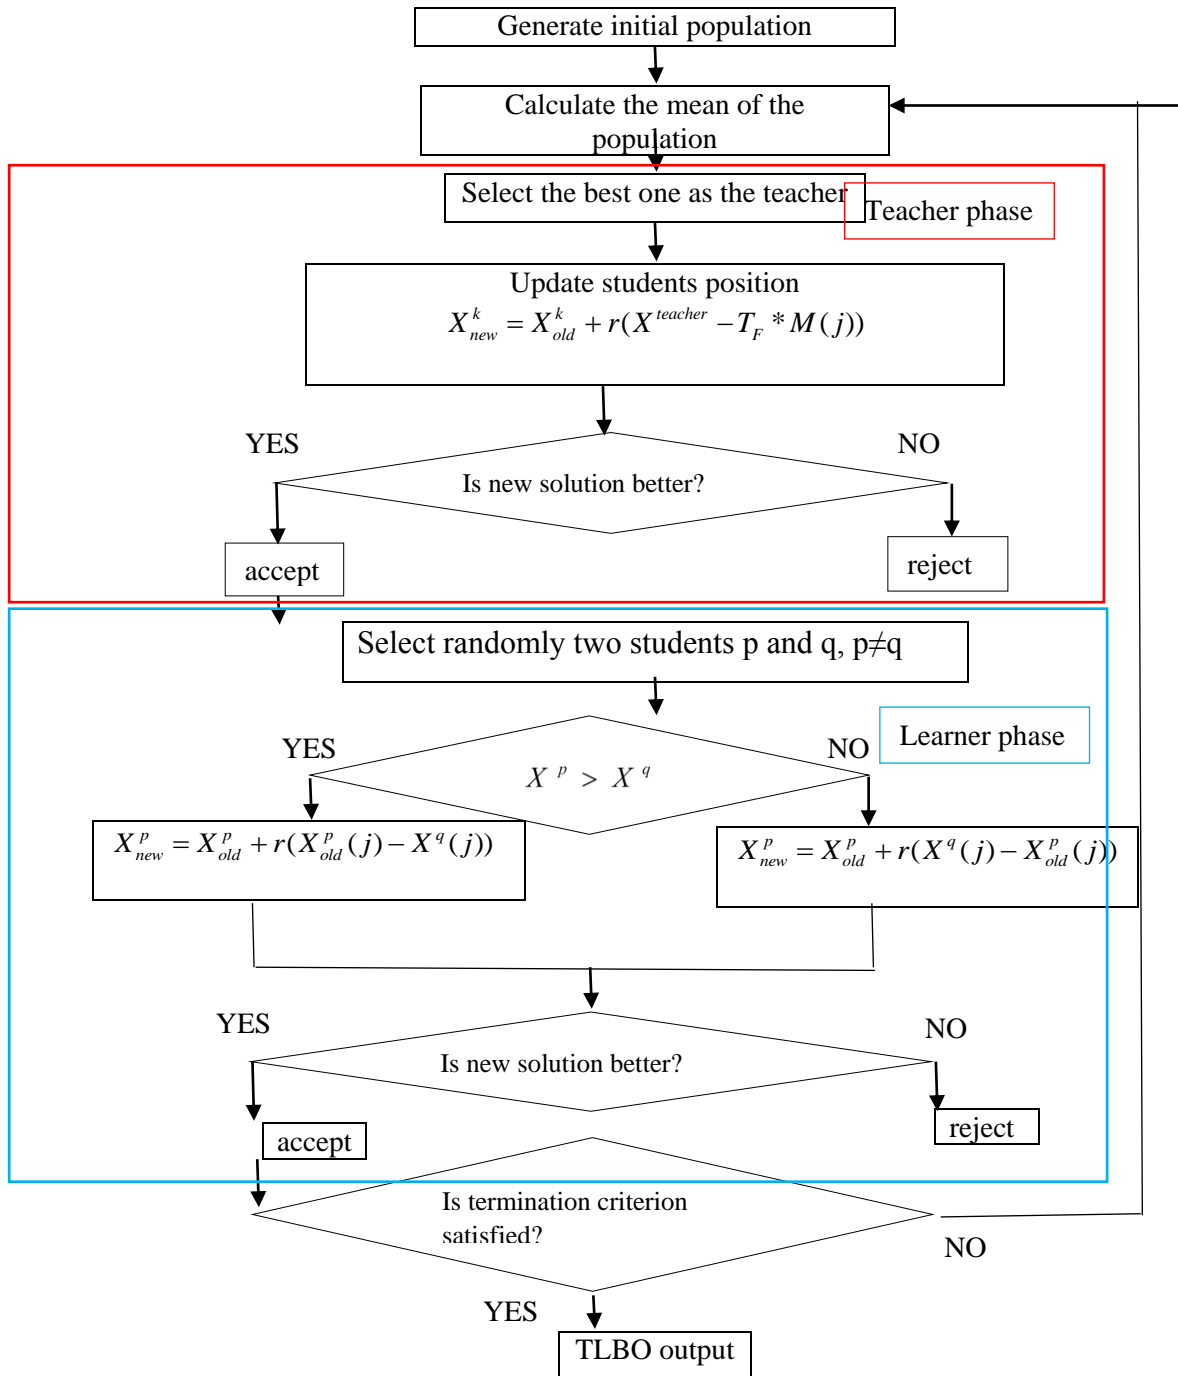 Generate initial population
Calculate the mean of the
population
Select the best one as the teacher
Teacher phase
Update students position
X^k_new = X^k_old + r(X^teacher − T_F * M(j))
YES
NO
Is new solution better?
accept
reject
Select randomly two students p and q, p≠q
Learner phase
YES
NO
X^p > X^q
X^p_new = X^p_old + r(X^p_old(j) − X^q(j))
X^p_new = X^p_old + r(X^q(j) − X^p_old(j))
YES
NO
Is new solution better?
accept
reject
Is termination criterion
satisfied?
NO
YES
TLBO output